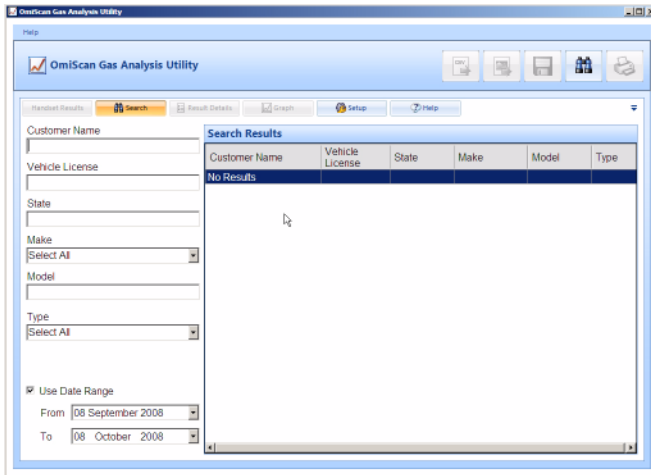 OmiScan Gas Analysis Utility
Help
OmiScan Gas Analysis Utility
Handset Results Search Result Details Graph Setup Help
Customer Name
Vehicle License
State
Make
Select All
Model
Type
Select All
Use Date Range
From 08 September 2008
To 08 October 2008
Search Results
Customer Name Vehicle License State Make Model Type
No Results